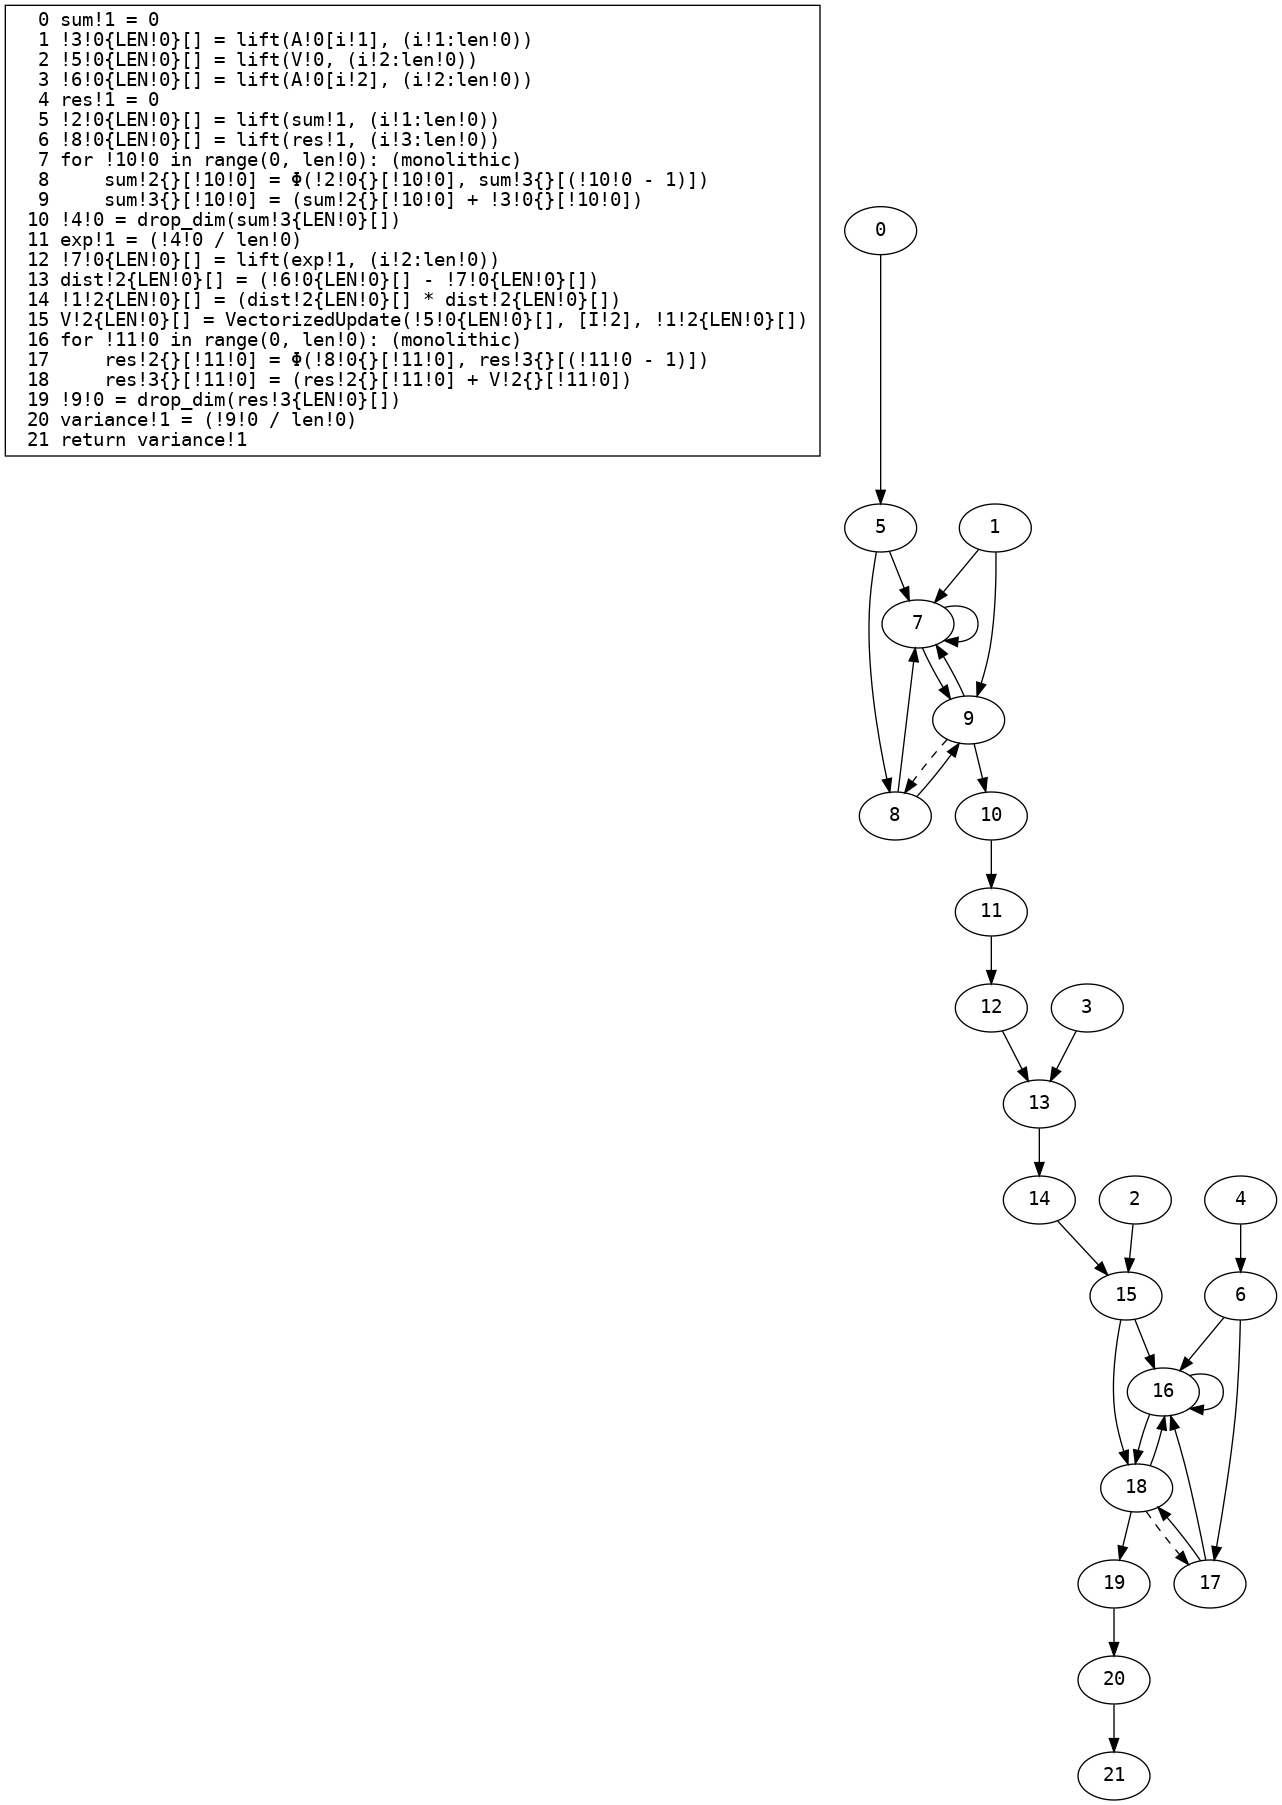 0 sum!1 = 0
1 !3!0{LEN!0}[] = lift(A!0[i!1], (i!1:len!0))
2 !5!0{LEN!0}[] = lift(V!0, (i!2:len!0))
3 !6!0{LEN!0}[] = lift(A!0[i!2], (i!2:len!0))
4 res!1 = 0
5 !2!0{LEN!0}[] = lift(sum!1, (i!1:len!0))
6 !8!0{LEN!0}[] = lift(res!1, (i!3:len!0))
7 for !10!0 in range(0, len!0): (monolithic)
8     sum!2{}[!10!0] = Φ(!2!0{}[!10!0], sum!3{}[(!10!0 - 1)])
9     sum!3{}[!10!0] = (sum!2{}[!10!0] + !3!0{}[!10!0])
10 !4!0 = drop_dim(sum!3{LEN!0}[])
11 exp!1 = (!4!0 / len!0)
12 !7!0{LEN!0}[] = lift(exp!1, (i!2:len!0))
13 dist!2{LEN!0}[] = (!6!0{LEN!0}[] - !7!0{LEN!0}[])
14 !1!2{LEN!0}[] = (dist!2{LEN!0}[] * dist!2{LEN!0}[])
15 V!2{LEN!0}[] = VectorizedUpdate(!5!0{LEN!0}[], [I!2], !1!2{LEN!0}[])
16 for !11!0 in range(0, len!0): (monolithic)
17     res!2{}[!11!0] = Φ(!8!0{}[!11!0], res!3{}[(!11!0 - 1)])
18     res!3{}[!11!0] = (res!2{}[!11!0] + V!2{}[!11!0])
19 !9!0 = drop_dim(res!3{LEN!0}[])
20 variance!1 = (!9!0 / len!0)
21 return variance!1
0
5
1
7
9
8
10
11
12
3
13
14
2
4
15
6
16
18
19
17
20
21